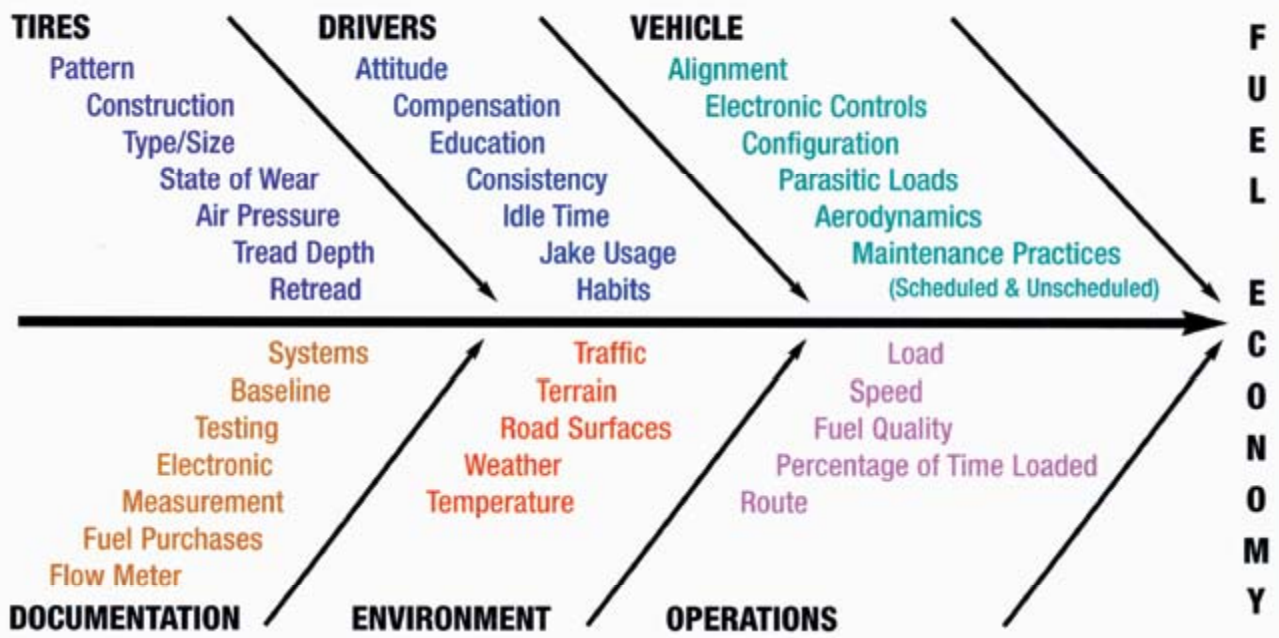 TIRES
Pattern
Construction
Type/Size
State of Wear
Air Pressure
Tread Depth
Retread
DRIVERS
Attitude
Compensation
Education
Consistency
Idle Time
Jake Usage
Habits
VEHICLE
Alignment
Electronic Controls
Configuration
Parasitic Loads
Aerodynamics
Maintenance Practices
(Scheduled & Unscheduled)
Systems
Baseline
Testing
Electronic
Measurement
Fuel Purchases
Flow Meter
DOCUMENTATION
Traffic
Terrain
Road Surfaces
Weather
Temperature
ENVIRONMENT
Load
Speed
Fuel Quality
Percentage of Time Loaded
Route
OPERATIONS
FUEL ECONOMY